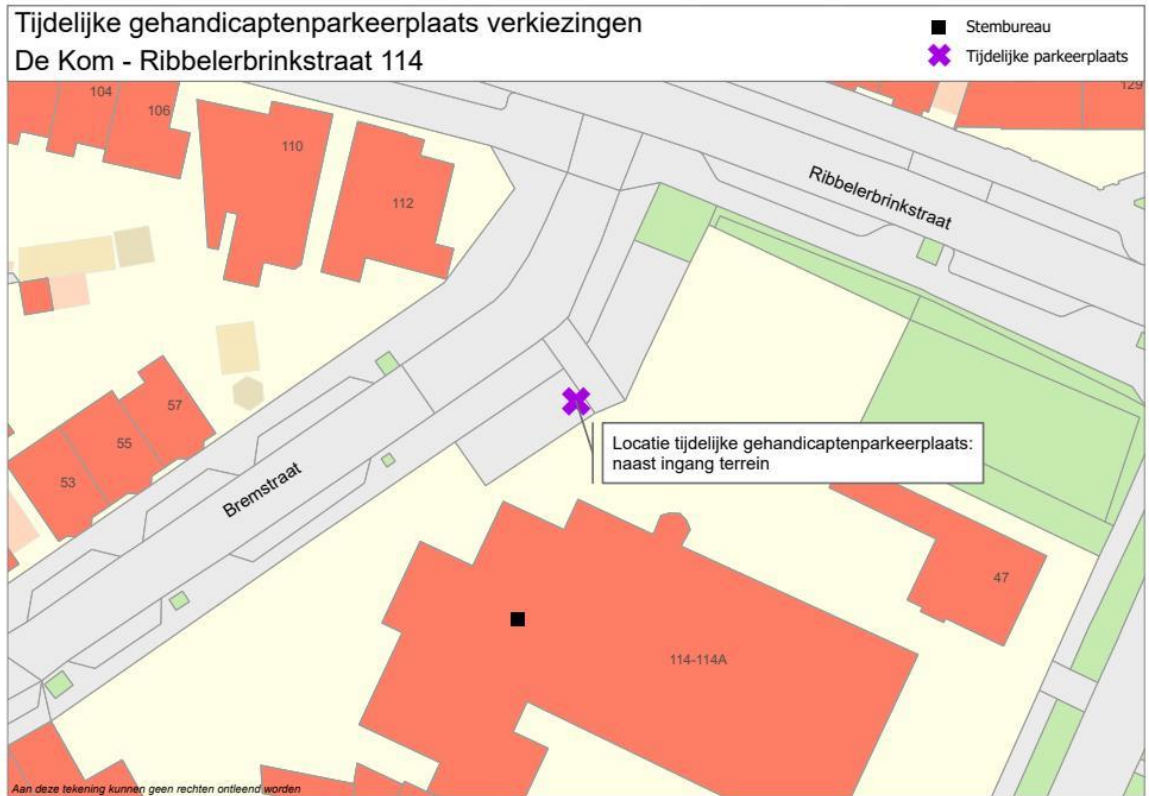 Tijdelijke gehandicaptenparkeerplaats verkiezingen
De Kom - Ribbelerbrinkstraat 114
Stembureau
Tijdelijke parkeerplaats
104
106
110
112
129
Ribbelerbrinkstraat
57
55
53
Bremstraat
Locatie tijdelijke gehandicaptenparkeerplaats:
naast ingang terrein
47
114-114A
Aan deze tekening kunnen geen rechten ontleend worden